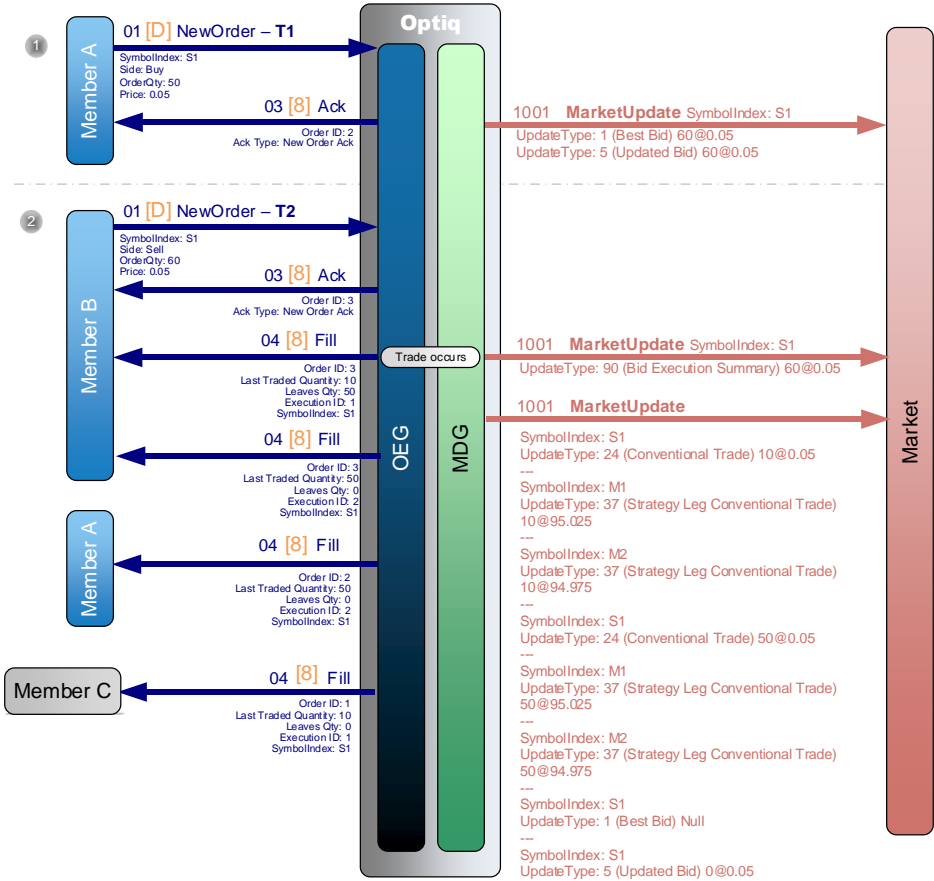 Optiq
1
Member A
01 [D] NewOrder – T1
SymbolIndex: S1
Side: Buy
OrderQty: 50
Price: 0.05
03 [8] Ack
Order ID: 2
Ack Type: New Order Ack
1001 MarketUpdate SymbolIndex: S1
UpdateType: 1 (Best Bid) 60@0.05
UpdateType: 5 (Updated Bid) 60@0.05
2
Member B
01 [D] NewOrder – T2
SymbolIndex: S1
Side: Sell
OrderQty: 60
Price: 0.05
03 [8] Ack
Order ID: 3
Ack Type: New Order Ack
04 [8] Fill
Order ID: 3
Last Traded Quantity: 10
Leaves Qty: 50
Execution ID: 1
SymbolIndex: S1
Trade occurs
1001 MarketUpdate SymbolIndex: S1
UpdateType: 90 (Bid Execution Summary) 60@0.05
04 [8] Fill
Order ID: 3
Last Traded Quantity: 50
Leaves Qty: 0
Execution ID: 2
SymbolIndex: S1
OEG
MDG
Market
Member A
04 [8] Fill
Order ID: 2
Last Traded Quantity: 50
Leaves Qty: 0
Execution ID: 2
SymbolIndex: S1
Member C
04 [8] Fill
Order ID: 1
Last Traded Quantity: 10
Leaves Qty: 0
Execution ID: 1
SymbolIndex: S1
1001 MarketUpdate
SymbolIndex: S1
UpdateType: 24 (Conventional Trade) 10@0.05
---
SymbolIndex: M1
UpdateType: 37 (Strategy Leg Conventional Trade)
10@95.025
---
SymbolIndex: M2
UpdateType: 37 (Strategy Leg Conventional Trade)
10@94.975
---
SymbolIndex: S1
UpdateType: 24 (Conventional Trade) 50@0.05
---
SymbolIndex: M1
UpdateType: 37 (Strategy Leg Conventional Trade)
50@95.025
---
SymbolIndex: M2
UpdateType: 37 (Strategy Leg Conventional Trade)
50@94.975
---
SymbolIndex: S1
UpdateType: 1 (Best Bid) Null
---
SymbolIndex: S1
UpdateType: 5 (Updated Bid) 0@0.05